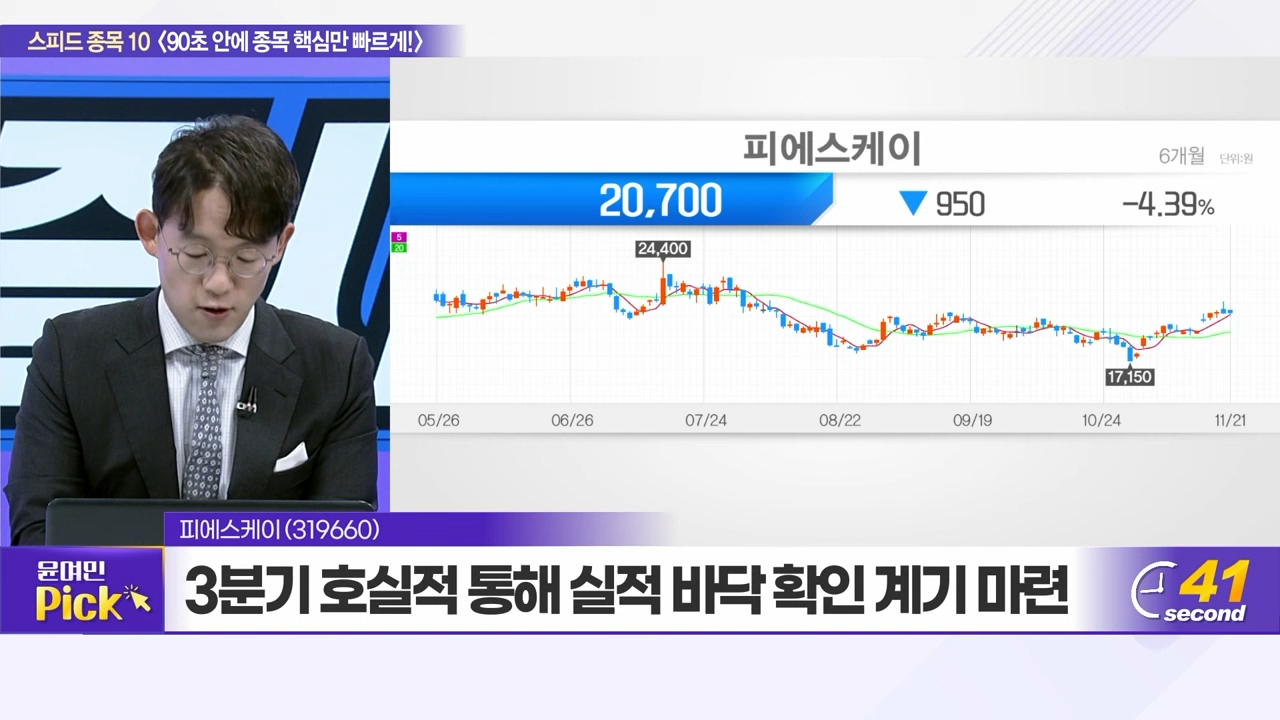 스피드 종목 10 〈90초 안에 종목 핵심만 빠르게!〉
피에스케이
6개월 단위:원
20,700 ▼ 950 -4.39%
5
20
24,400
17,150
05/26 06/26 07/24 08/22 09/19 10/24 11/21
피에스케이 (319660)
윤여민
Pick
3분기 호실적 통해 실적 바닥 확인 계기 마련
41
second